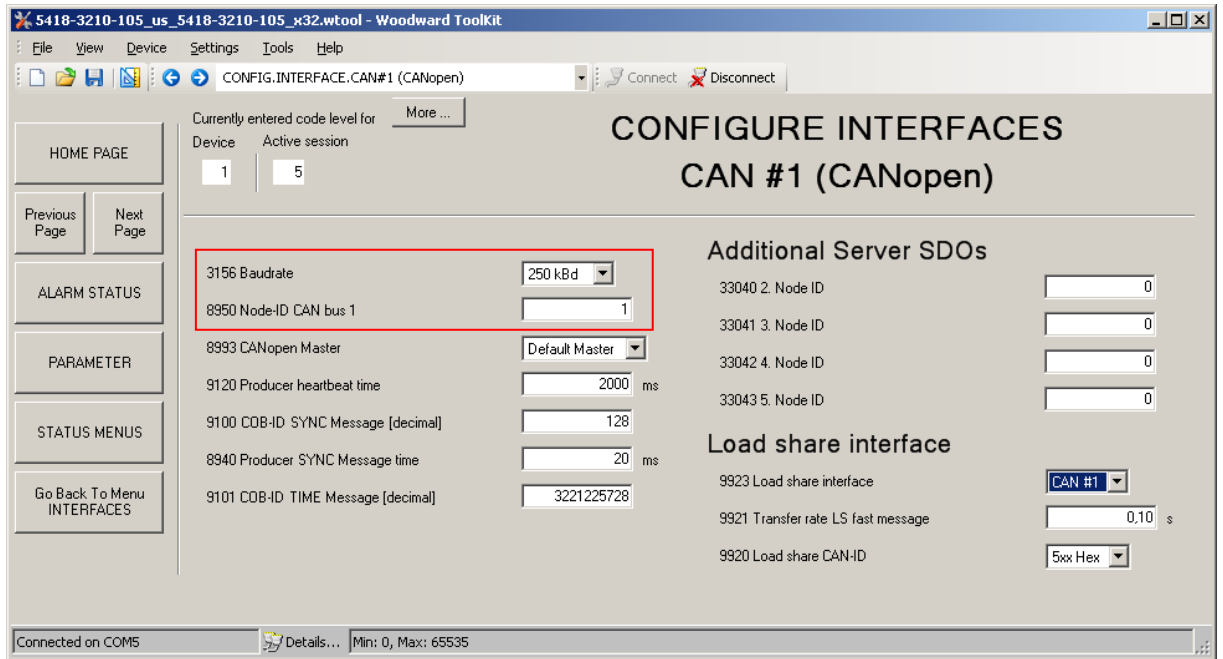 5418-3210-105_us_5418-3210-105_x32.wtool - Woodward ToolKit
File View Device Settings Tools Help
CONFIG.INTERFACE.CAN#1 (CANopen) Connect Disconnect
Currently entered code level for More ...
Device Active session
1 5
CONFIGURE INTERFACES
CAN #1 (CANopen)
HOME PAGE
Previous Page
Next Page
ALARM STATUS
PARAMETER
STATUS MENUS
Go Back To Menu
INTERFACES
3156 Baudrate 250 kBd
8950 Node-ID CAN bus 1 1
8993 CANopen Master Default Master
9120 Producer heartbeat time 2000 ms
9100 COB-ID SYNC Message [decimal] 128
8940 Producer SYNC Message time 20 ms
9101 COB-ID TIME Message [decimal] 3221225728
Additional Server SDOs
33040 2. Node ID 0
33041 3. Node ID 0
33042 4. Node ID 0
33043 5. Node ID 0
Load share interface
9923 Load share interface CAN #1
9921 Transfer rate LS fast message 0,10 s
9920 Load share CAN-ID 5xx Hex
Connected on COM5 Details... Min: 0, Max: 65535